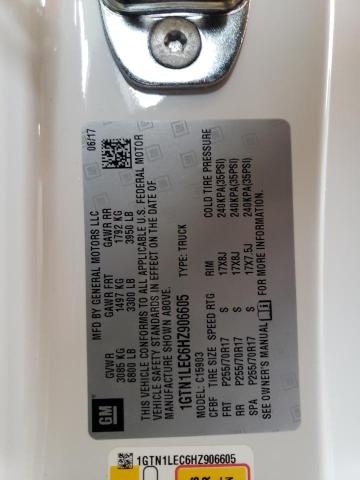 MFD BY GENERAL MOTORS LLC
06/17
GVWR GAWR FRT GAWR RR
3085 KG 1497 KG 1792 KG
6800 LB 3300 LB 3950 LB
THIS VEHICLE CONFORMS TO ALL APPLICABLE U.S. FEDERAL MOTOR
VEHICLE SAFETY STANDARDS IN EFFECT ON THE DATE OF
MANUFACTURE SHOWN ABOVE.
1GTN1LEC6HZ906605 TYPE: TRUCK
MODEL: C15903
CFBF TIRE SIZE SPEED RTG RIM COLD TIRE PRESSURE
FRT P255/70R17 S 17X8J 240KPA(35PSI)
RR P255/70R17 S 17X8J 240KPA(35PSI)
SPA P255/70R17 S 17X7.5J 240KPA(35PSI)
SEE OWNER'S MANUAL FOR MORE INFORMATION.
GM
1GTN1LEC6HZ906605